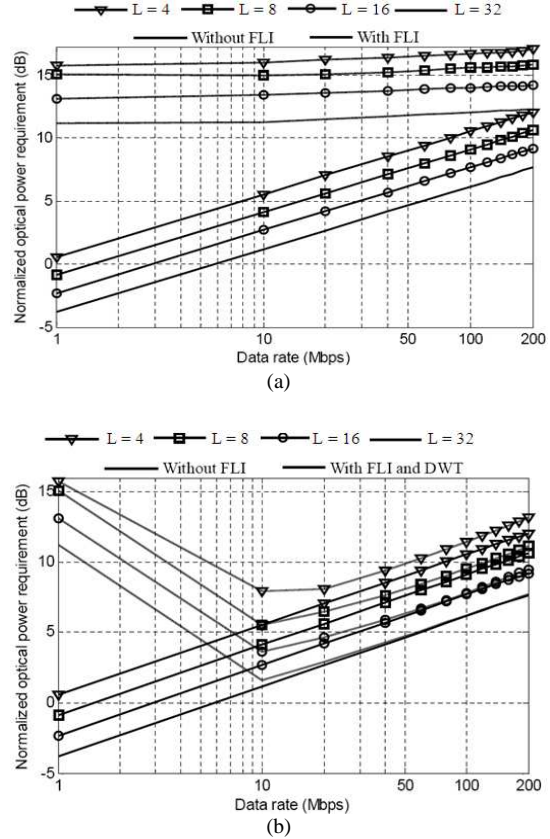 L = 4 L = 8 L = 16 L = 32
Without FLI With FLI
15
10
5
0
-5
Normalized optical power requirement (dB)
1 10 50 100 200
Data rate (Mbps)
(a)
L = 4 L = 8 L = 16 L = 32
Without FLI With FLI and DWT
15
10
5
0
-5
Normalized optical power requirement (dB)
1 10 50 100 200
Data rate (Mbps)
(b)